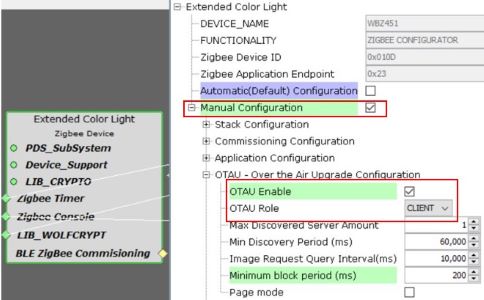 Extended Color Light
Zigbee Device
PDS_SubSystem
Device_Support
LIB_CRYPTO
Zigbee Timer
Zigbee Console
LIB_WOLFCRYPT
BLE ZigBee Commisioning
Extended Color Light
DEVICE_NAME WBZ451
FUNCTIONALITY ZIGBEE CONFIGURATOR
Zigbee Device ID 0x010D
Zigbee Application Endpoint 0x23
Automatic(Default) Configuration
Manual Configuration
Stack Configuration
Commissioning Configuration
Application Configuration
OTAU - Over the Air Upgrade Configuration
OTAU Enable
OTAU Role CLIENT
Max Discovered Server Amount 1
Min Discovery Period (ms) 60,000
Image Request Query Interval(ms) 10,000
Minimum block period (ms) 200
Page mode